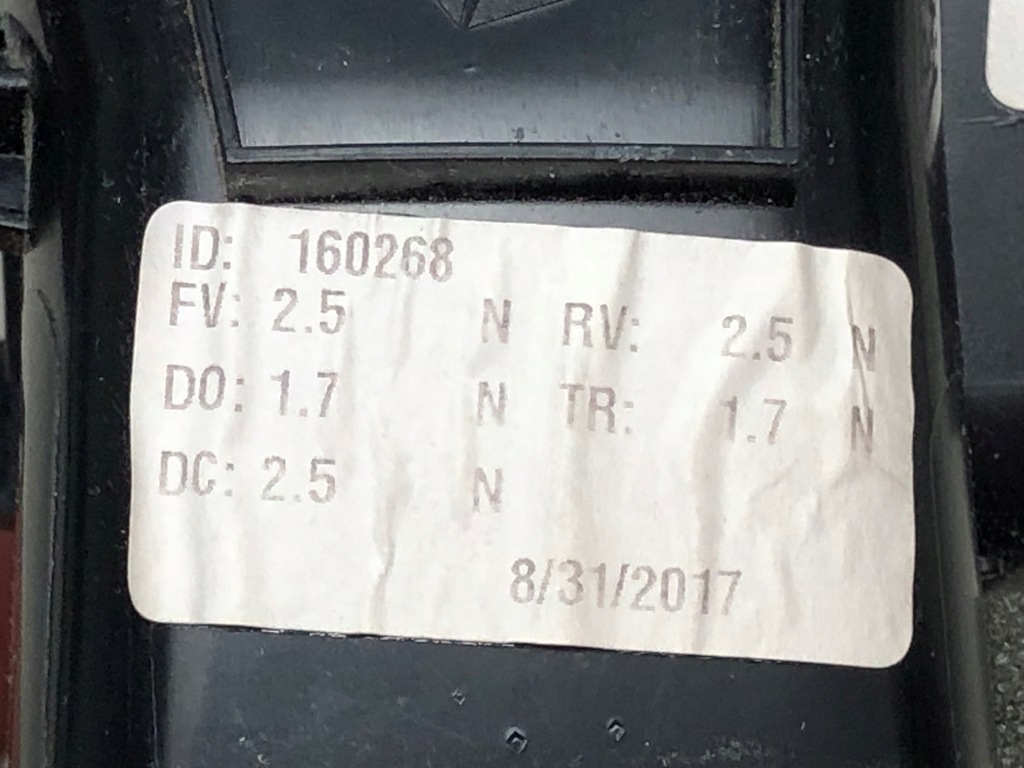 ID: 160268
FV: 2.5 N RV: 2.5 N
DO: 1.7 N TR: 1.7 N
DC: 2.5 N
8/31/2017